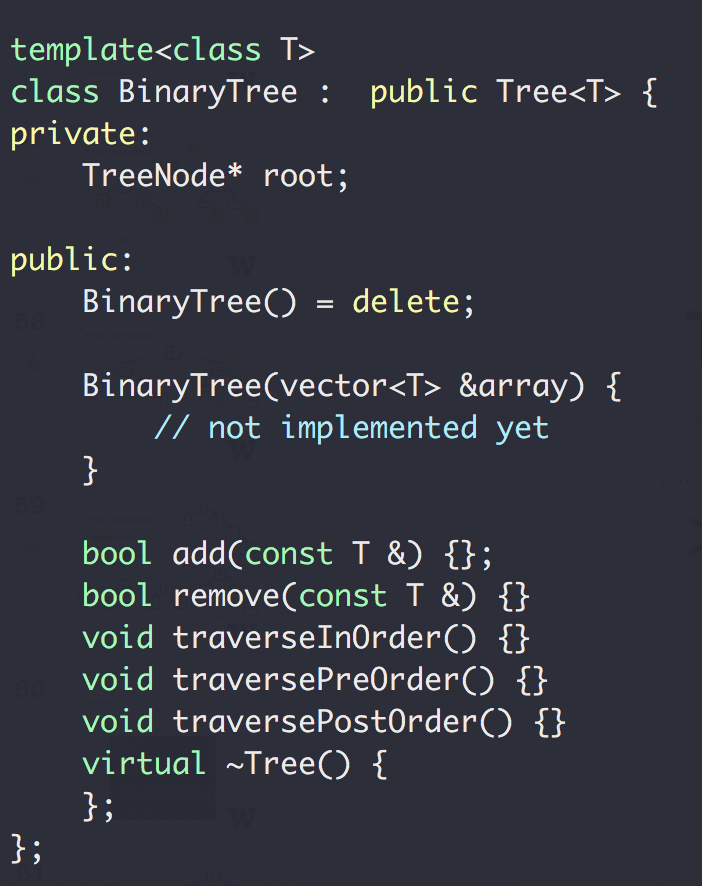 template<class T>
class BinaryTree :  public Tree<T> {
private:
    TreeNode* root;

public:
    BinaryTree() = delete;

    BinaryTree(vector<T> &array) {
        // not implemented yet
    }

    bool add(const T &) {};
    bool remove(const T &) {}
    void traverseInOrder() {}
    void traversePreOrder() {}
    void traversePostOrder() {}
    virtual ~Tree() {
    };
};